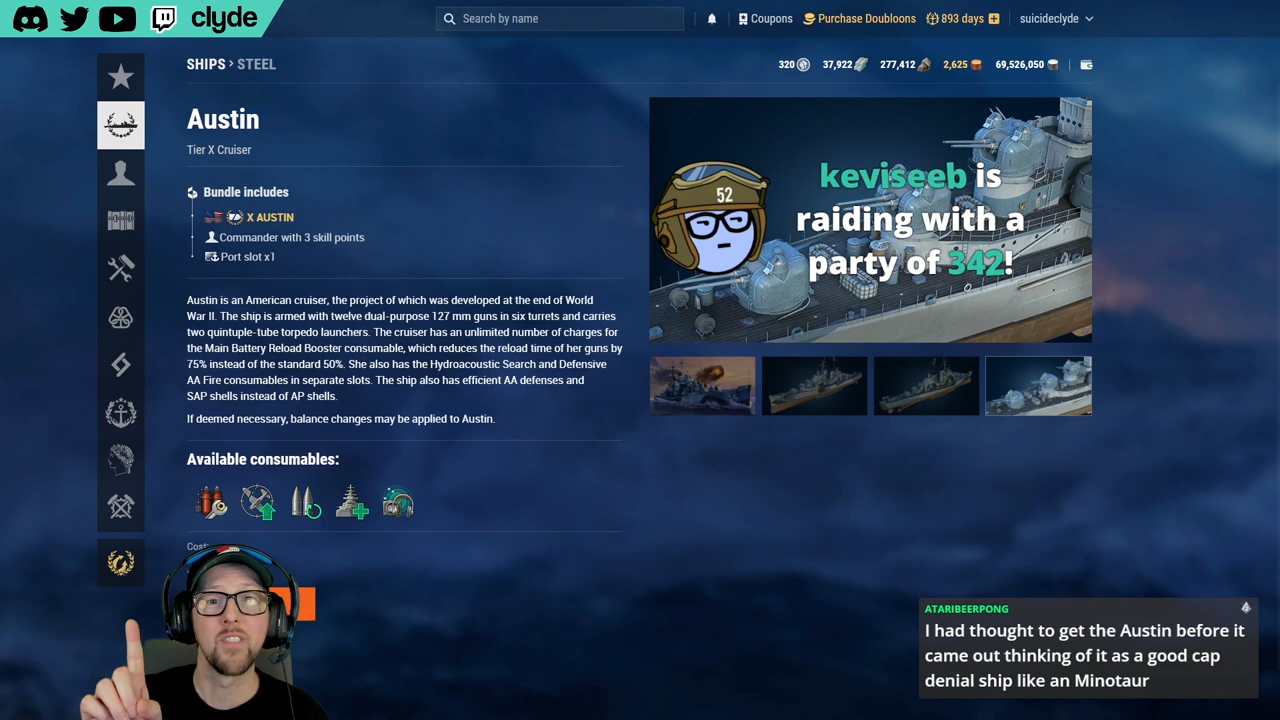 clyde
Search by name
Coupons
Purchase Doubloons
893 days
suicideclyde
SHIPS > STEEL
320
37,922
277,412
2,625
69,526,050
Austin
Tier X Cruiser
Bundle includes
X AUSTIN
Commander with 3 skill points
Port slot x1
Austin is an American cruiser, the project of which was developed at the end of World
War II. The ship is armed with twelve dual-purpose 127 mm guns in six turrets and carries
two quintuple-tube torpedo launchers. The cruiser has an unlimited number of charges for
the Main Battery Reload Booster consumable, which reduces the reload time of her guns by
75% instead of the standard 50%. She also has the Hydroacoustic Search and Defensive
AA Fire consumables in separate slots. The ship also has efficient AA defenses and
SAP shells instead of AP shells.
If deemed necessary, balance changes may be applied to Austin.
Available consumables:
Cost:
52
keviseeb is
raiding with a
party of 342!
ATARIBEERPONG
I had thought to get the Austin before it
came out thinking of it as a good cap
denial ship like an Minotaur